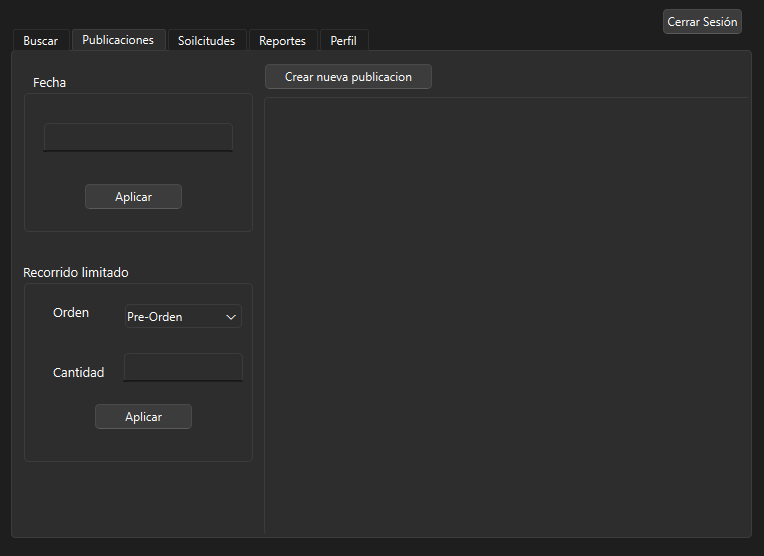 Cerrar Sesión
Buscar
Publicaciones
Soilcitudes
Reportes
Perfil
Fecha
Crear nueva publicacion
Aplicar
Recorrido limitado
Orden
Pre-Orden
Cantidad
Aplicar